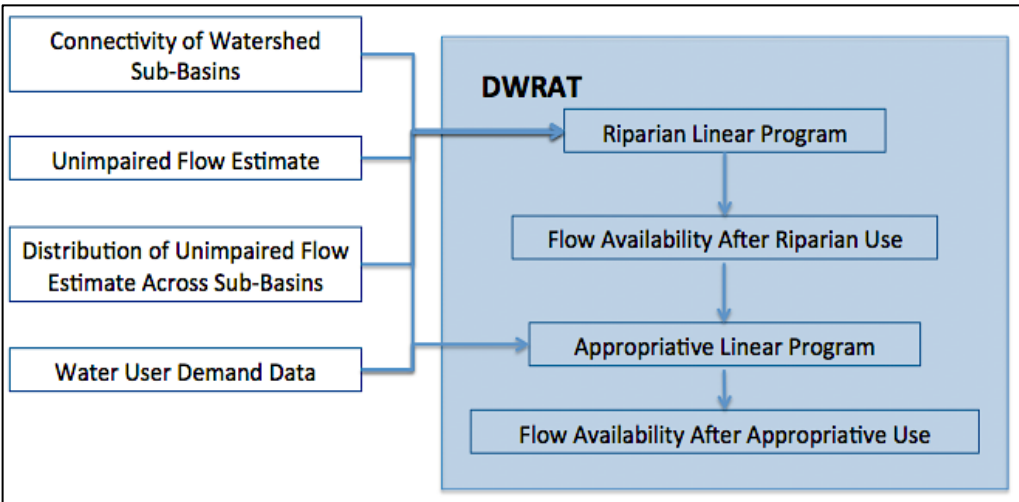 Connectivity of Watershed
Sub-Basins
Unimpaired Flow Estimate
Distribution of Unimpaired Flow
Estimate Across Sub-Basins
Water User Demand Data
DWRAT
Riparian Linear Program
Flow Availability After Riparian Use
Appropriative Linear Program
Flow Availability After Appropriative Use